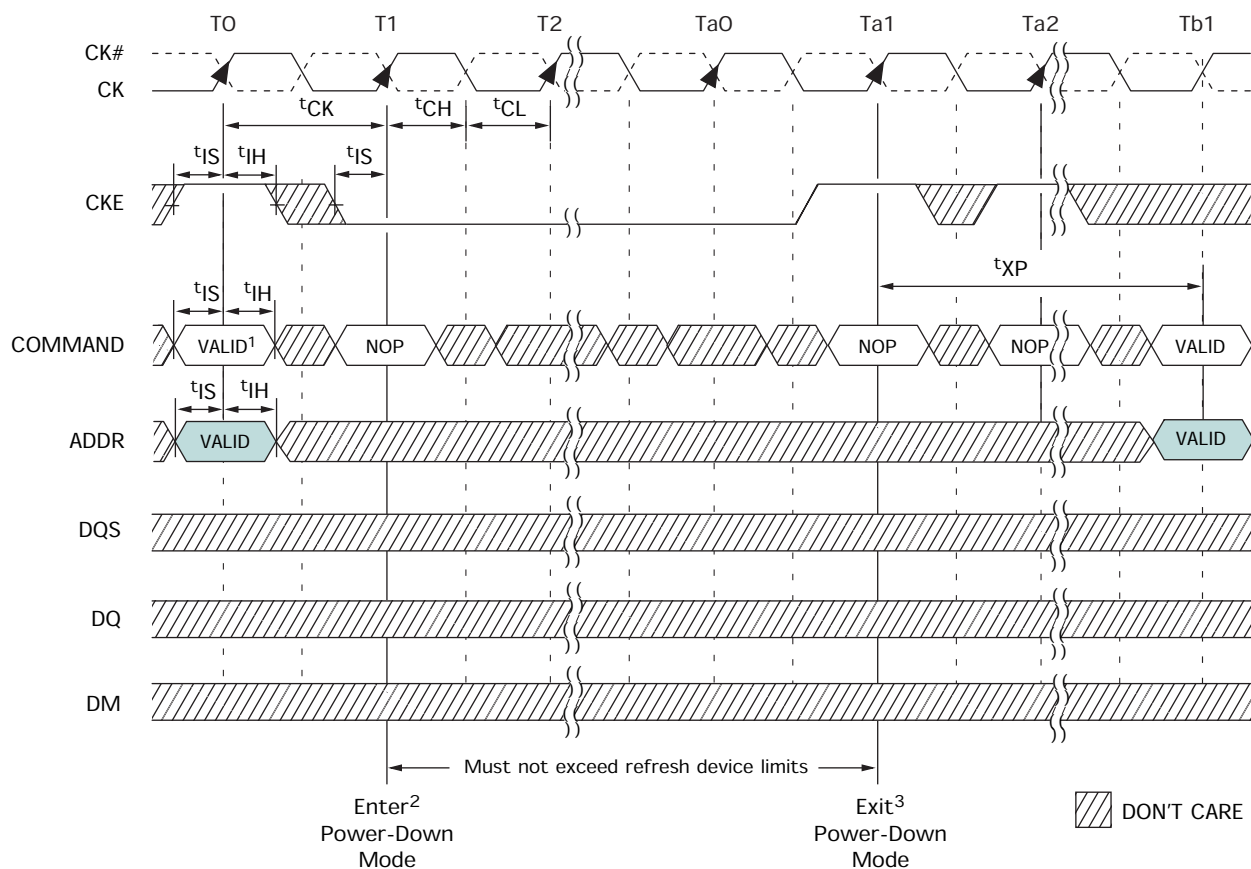 T0 T1 T2 Ta0 Ta1 Ta2 Tb1
CK#
CK
tCK tCH tCL
tIS tIH tIS
CKE
tXP
tIS tIH
COMMAND VALID1 NOP NOP NOP VALID
tIS tIH
ADDR VALID VALID
DQS
DQ
DM
Must not exceed refresh device limits
Enter2
Power-Down
Mode
Exit3
Power-Down
Mode
DON'T CARE